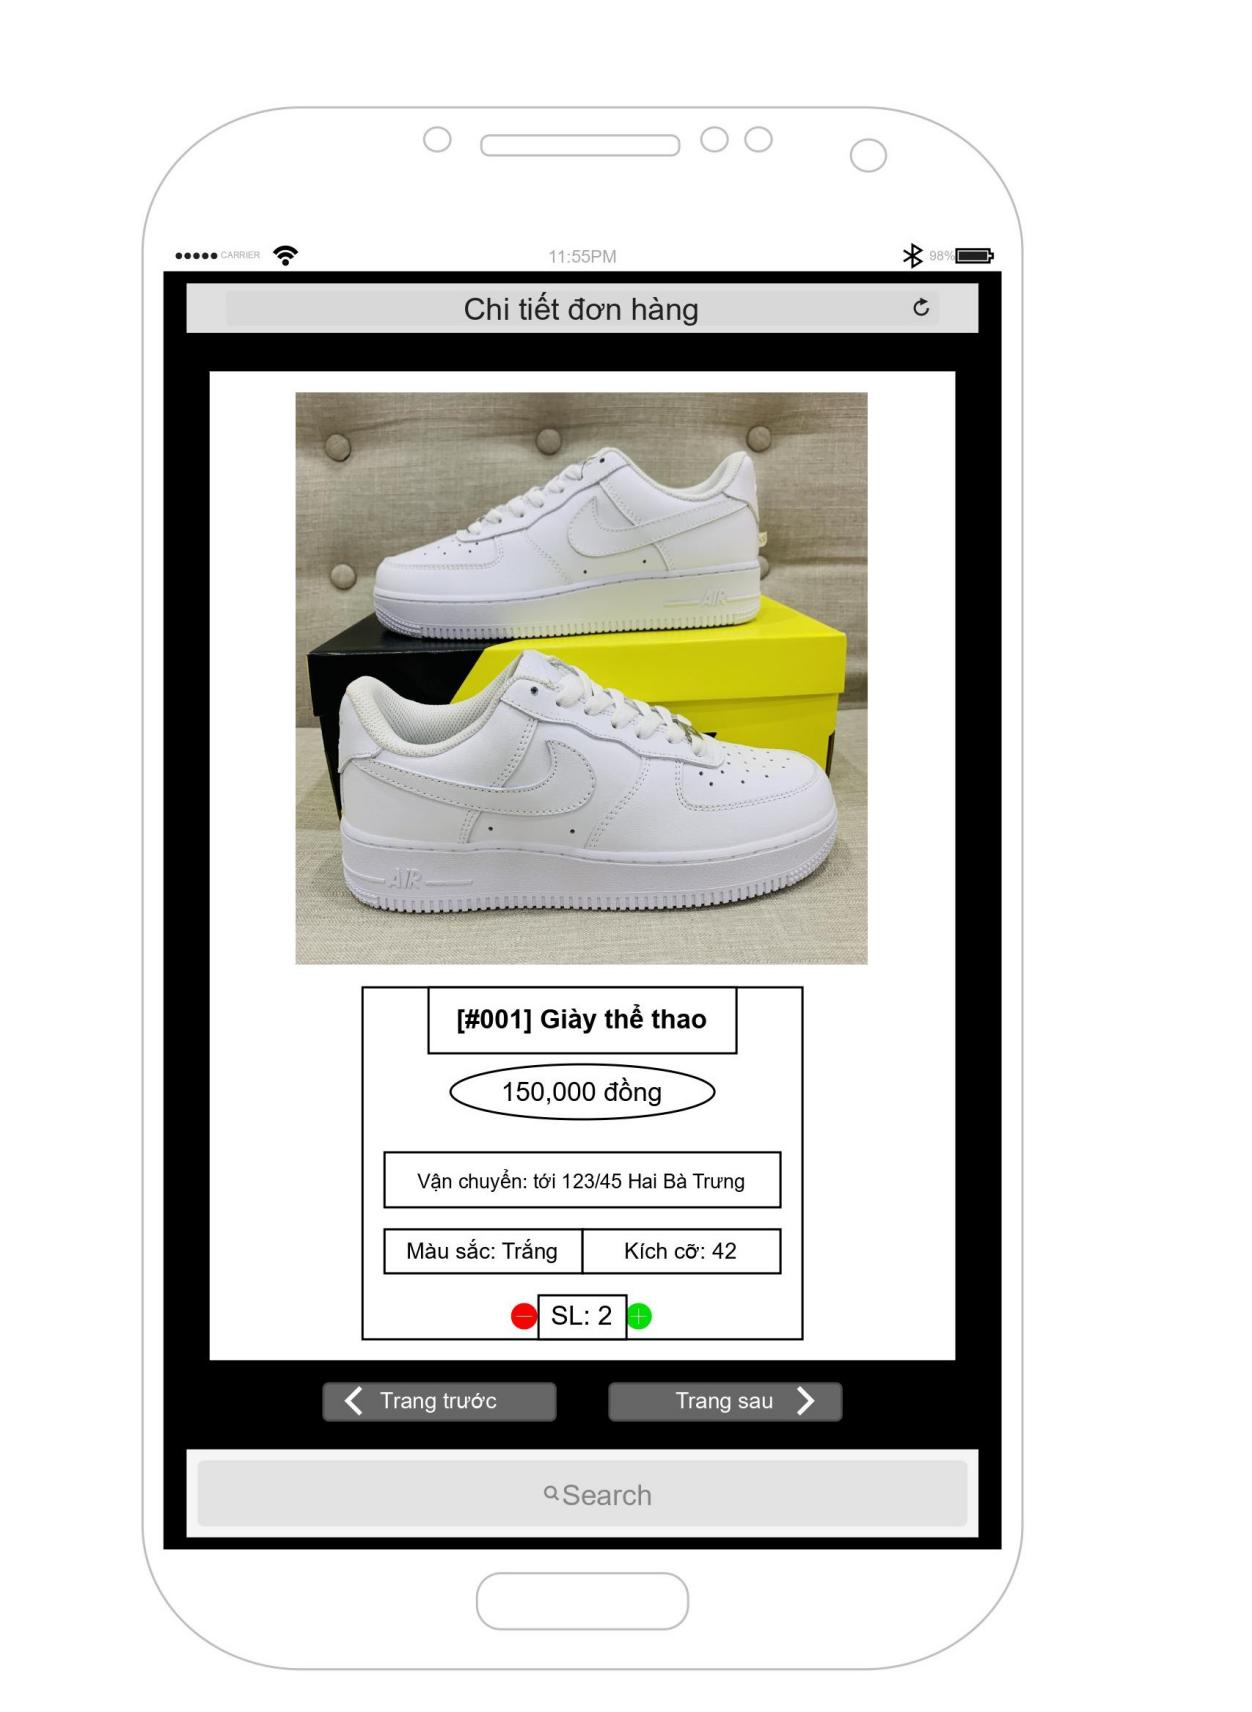 CARRIER
11:55PM
98%
Chi tiết đơn hàng
AIR
AIR
[#001] Giày thể thao
150,000 đồng
Vận chuyển: tới 123/45 Hai Bà Trưng
Màu sắc: Trắng
Kích cỡ: 42
SL: 2
Trang trước
Trang sau
Search